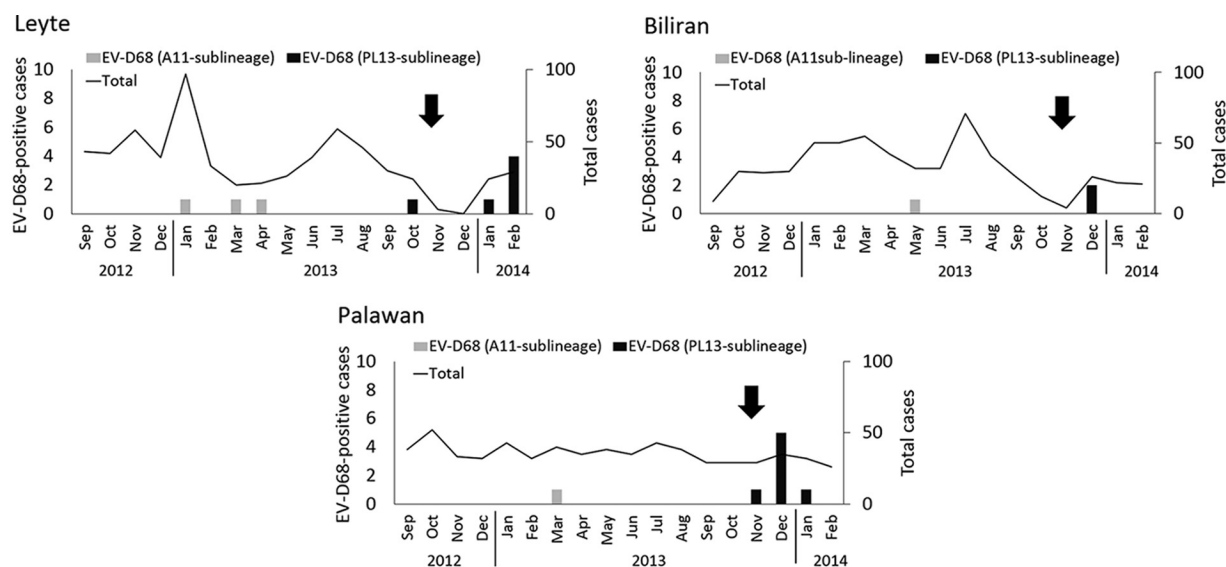 Leyte
EV-D68 (A11-sublineage) EV-D68 (PL13-sublineage)
Total
EV-D68-positive cases
10
8
6
4
2
0
100
50
0
Total cases
Sep Oct Nov Dec Jan Feb Mar Apr May Jun Jul Aug Sep Oct Nov Dec Jan Feb
2012 2013 2014
Biliran
EV-D68 (A11sub-lineage) EV-D68 (PL13-sublineage)
Total
EV-D68-positive cases
10
8
6
4
2
0
100
50
0
Total cases
Sep Oct Nov Dec Jan Feb Mar Apr May Jun Jul Aug Sep Oct Nov Dec Jan Feb
2012 2013 2014
Palawan
EV-D68 (A11-sublineage) EV-D68 (PL13-sublineage)
Total
EV-D68-positive cases
10
8
6
4
2
0
100
50
0
Total cases
Sep Oct Nov Dec Jan Feb Mar Apr May Jun Jul Aug Sep Oct Nov Dec Jan Feb
2012 2013 2014